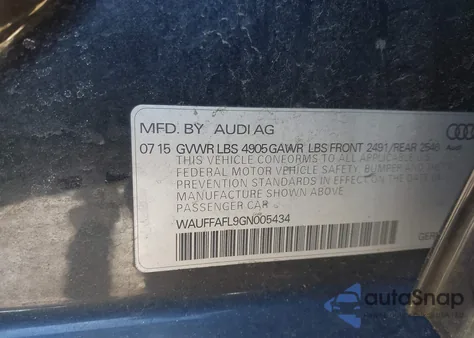 MFD. BY AUDI AG
07 15 GVWR LBS 4905 GAWR LBS FRONT 2491/REAR 2546
THIS VEHICLE CONFORMS TO ALL APPLICABLE U.S.
FEDERAL MOTOR VEHICLE SAFETY, BUMPER AND
PREVENTION STANDARDS IN EFFECT ON THE DATE OF
MANUFACTURE SHOWN ABOVE.
PASSENGER CAR
WAUFFAFL9GN005434
Audi
autoSnap